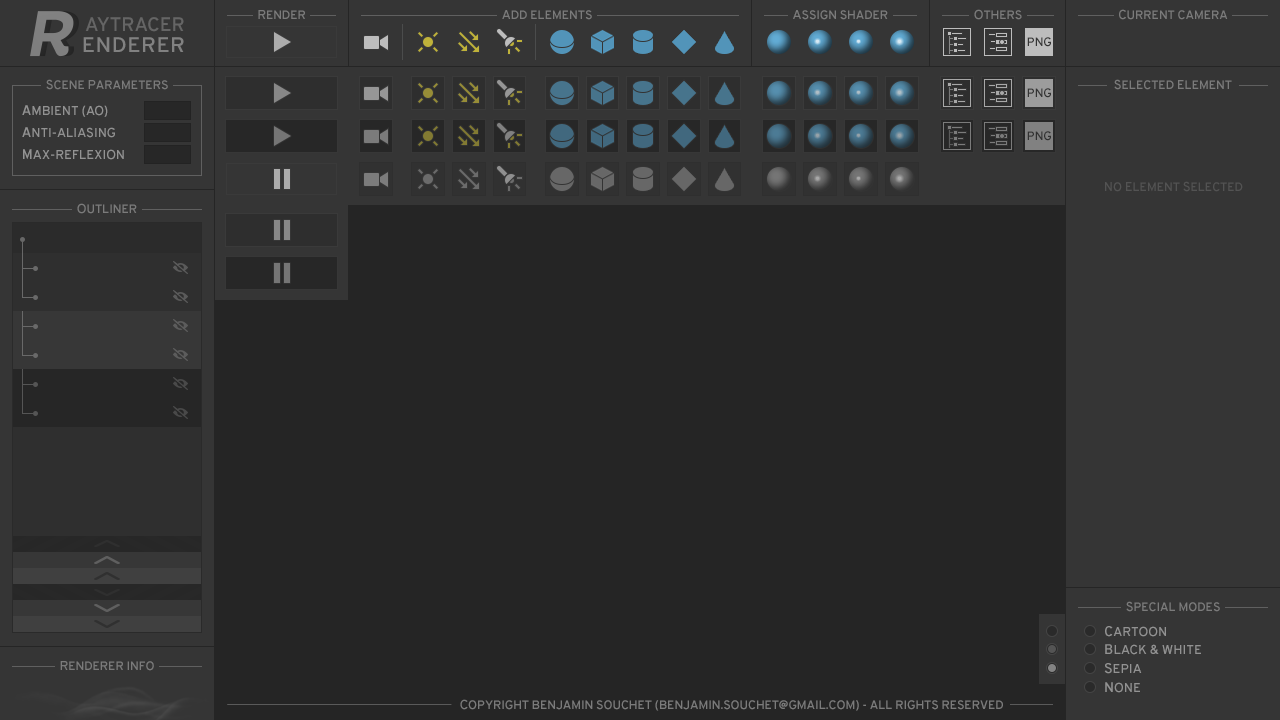 RAYTRACER
RENDERER
RENDER
ADD ELEMENTS
ASSIGN SHADER
OTHERS
CURRENT CAMERA
PNG
SCENE PARAMETERS
AMBIENT (AO)
ANTI-ALIASING
MAX-REFLEXION
PNG
SELECTED ELEMENT
PNG
NO ELEMENT SELECTED
OUTLINER
SPECIAL MODES
CARTOON
BLACK & WHITE
SEPIA
NONE
RENDERER INFO
COPYRIGHT BENJAMIN SOUCHET (BENJAMIN.SOUCHET@GMAIL.COM) - ALL RIGHTS RESERVED